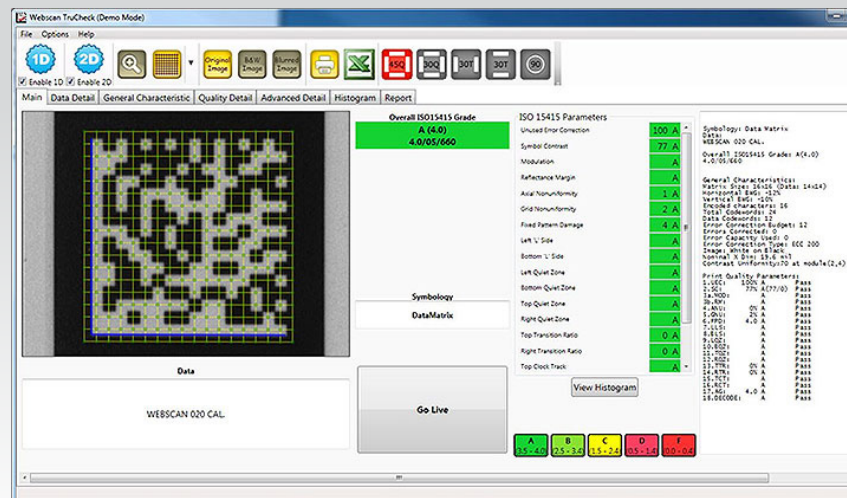 Webscan TruCheck (Demo Mode)
File Options Help
1D
2D
Original Image
B&W Image
Blurred Image
45Q
30Q
30T
30T
90
Enable 1D
Enable 2D
Main Data Detail General Characteristic Quality Detail Advanced Detail Histogram Report
Overall ISO15415 Grade
A (4.0)
4.0/05/660
Symbology
DataMatrix
Data
WEBSCAN 020 CAL.
Go Live
ISO 15415 Parameters
Unused Error Correction 100 A
Symbol Contrast 77 A
Modulation A
Reflectance Margin A
Axial Nonuniformity 1 A
Grid Nonuniformity 2 A
Fixed Pattern Damage 4 A
Left 'L' Side A
Bottom 'L' Side A
Left Quiet Zone A
Bottom Quiet Zone A
Top Quiet Zone A
Right Quiet Zone A
Top Transition Ratio 0 A
Right Transition Ratio 0 A
Top Clock Track A
View Histogram
A
(3.5 - 4.0)
B
(2.5 - 3.4)
C
(1.5 - 2.4)
D
(0.5 - 1.4)
F
(0.0 - 0.4)
Symbology: Data Matrix
Data:
WEBSCAN 020 CAL.
Overall ISO15415 Grade: A(4.0)
4.0/05/660
General Characteristics:
Matrix Size: 16x16 (Data: 14x14)
Horizontal BWG: -12%
Vertical BWG: -10%
Encoded characters: 16
Total Codewords: 24
Data Codewords: 12
Error Correction Budget: 12
Errors Corrected: 0
Error Capacity Used: 0
Error Correction Type: ECC 200
Image: White on Black
Nominal X Dim: 19.6 mil
Contrast Uniformity:70 at module(2,4)
Print Quality Parameters:
1.UEC: 100% A Pass
2.SC: 77% A(77/0) Pass
3a.MOD: A Pass
3b.RM: A Pass
4.ANU: 0% A Pass
5.GNU: 2% A Pass
6.FPD: 4.0 A Pass
7.LLS: A Pass
8.BLS: A Pass
9.LQZ: A Pass
10.BQZ: A Pass
11.TQZ: A Pass
12.RQZ: A Pass
13.TTR: 0% A Pass
14.RTR: 0% A Pass
15.TCT: A Pass
16.RCT: A Pass
17.AG: 4.0 A Pass
18.DECODE: A Pass